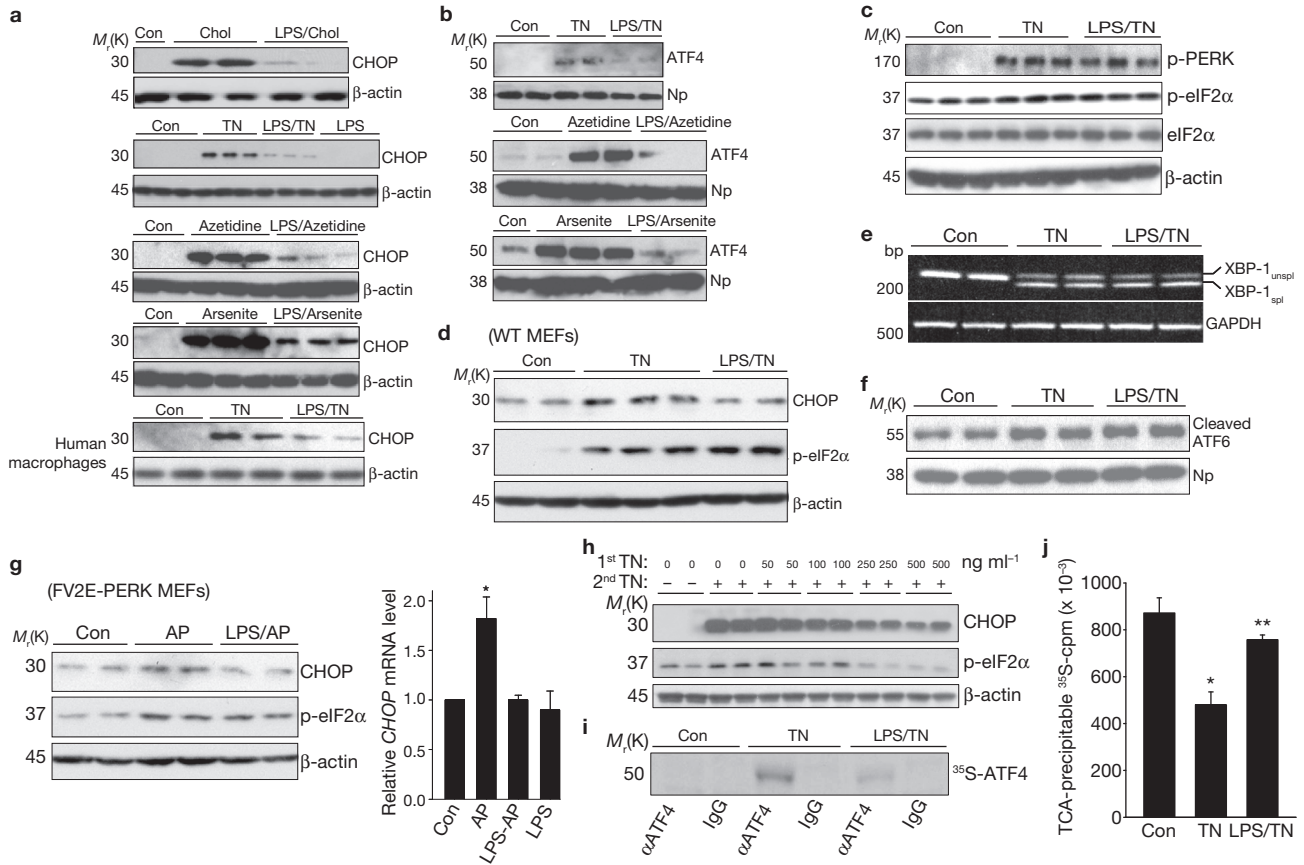 a
Con Chol LPS/Chol
Mr(K)
30 CHOP
45 β-actin
Con TN LPS/TN LPS
30 CHOP
45 β-actin
Con Azetidine LPS/Azetidine
30 CHOP
45 β-actin
Con Arsenite LPS/Arsenite
30 CHOP
45 β-actin
Con TN LPS/TN
Human macrophages 30 CHOP
45 β-actin
b
Con TN LPS/TN
Mr(K)
50 ATF4
38 Np
Con Azetidine LPS/Azetidine
50 ATF4
38 Np
Con Arsenite LPS/Arsenite
50 ATF4
38 Np
c
Con TN LPS/TN
Mr(K)
170 p-PERK
37 p-eIF2α
37 eIF2α
45 β-actin
d (WT MEFs)
Con TN LPS/TN
Mr(K)
30 CHOP
37 p-eIF2α
45 β-actin
e
bp Con TN LPS/TN
200 XBP-1unspl
XBP-1spl
500 GAPDH
f
Mr(K) Con TN LPS/TN
55 Cleaved ATF6
38 Np
g
(FV2E-PERK MEFs)
Con AP LPS/AP
Mr(K)
30 CHOP
37 p-eIF2α
45 β-actin
Relative CHOP mRNA level
2.0
1.5
1.0
0.5
0.0
*
Con AP LPS-AP LPS
h
1st TN: 0 0 0 0 50 50 100 100 250 250 500 500 ng ml–1
2nd TN: – – + + + + + + + + + +
Mr(K)
30 CHOP
37 p-eIF2α
45 β-actin
i
Mr(K) Con TN LPS/TN
50 35S-ATF4
αATF4 IgG αATF4 IgG αATF4 IgG
j
TCA-precipitable 35S-cpm (x 10–3)
1000
800
600
400
200
0
* **
Con TN LPS/TN